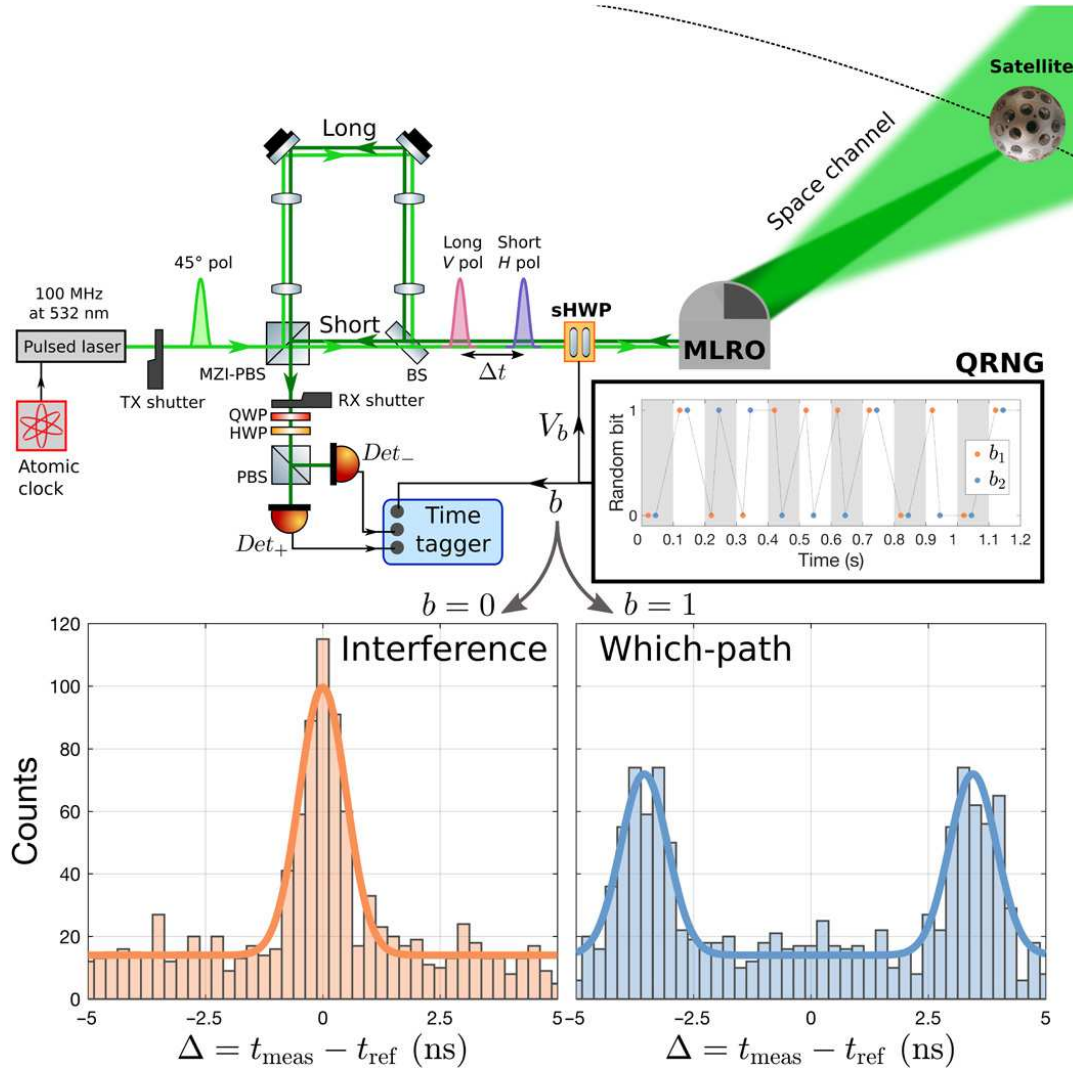 Satellite
Space channel
Long
45° pol
Long
V pol
Short
H pol
100 MHz
at 532 nm
Pulsed laser
Short
sHWP
MLRO
MZI-PBS
BS
Δt
QRNG
TX shutter
RX shutter
QWP
HWP
Atomic
clock
PBS
Det_
Det+
Time
tagger
V_b
b
Random bit
1
0
b₁
b₂
0 0.1 0.2 0.3 0.4 0.5 0.6 0.7 0.8 0.9 1 1.1 1.2
Time (s)
b = 0
b = 1
Interference
Which-path
Counts
120
100
80
60
40
20
0
-5 -2.5 0 2.5 5
-5 -2.5 0 2.5 5
Δ = t_meas − t_ref (ns)
Δ = t_meas − t_ref (ns)